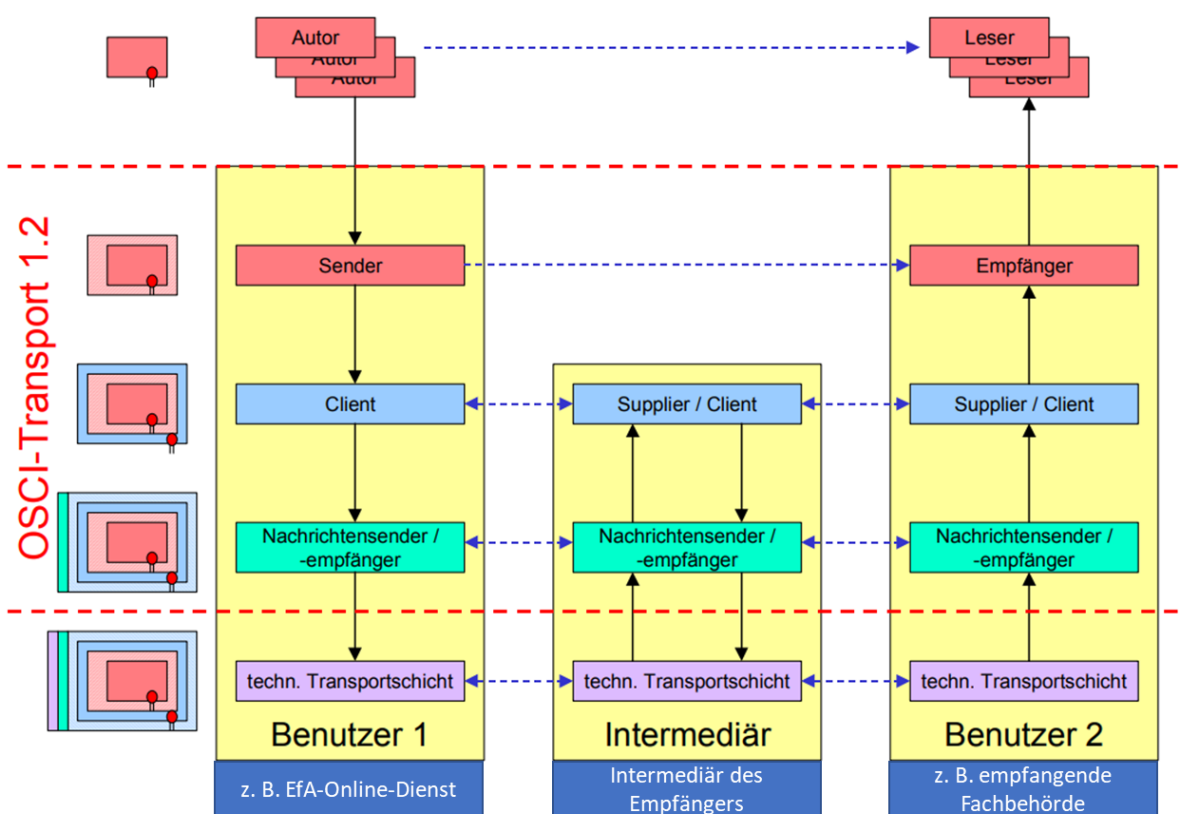 Autor
Autor
Autor
Leser
Leser
Leser
OSCI-Transport 1.2
Sender
Empfänger
Client
Supplier / Client
Supplier / Client
Nachrichtensender /
-empfänger
Nachrichtensender /
-empfänger
Nachrichtensender /
-empfänger
techn. Transportschicht
techn. Transportschicht
techn. Transportschicht
Benutzer 1
Intermediär
Benutzer 2
z. B. EfA-Online-Dienst
Intermediär des
Empfängers
z. B. empfangende
Fachbehörde